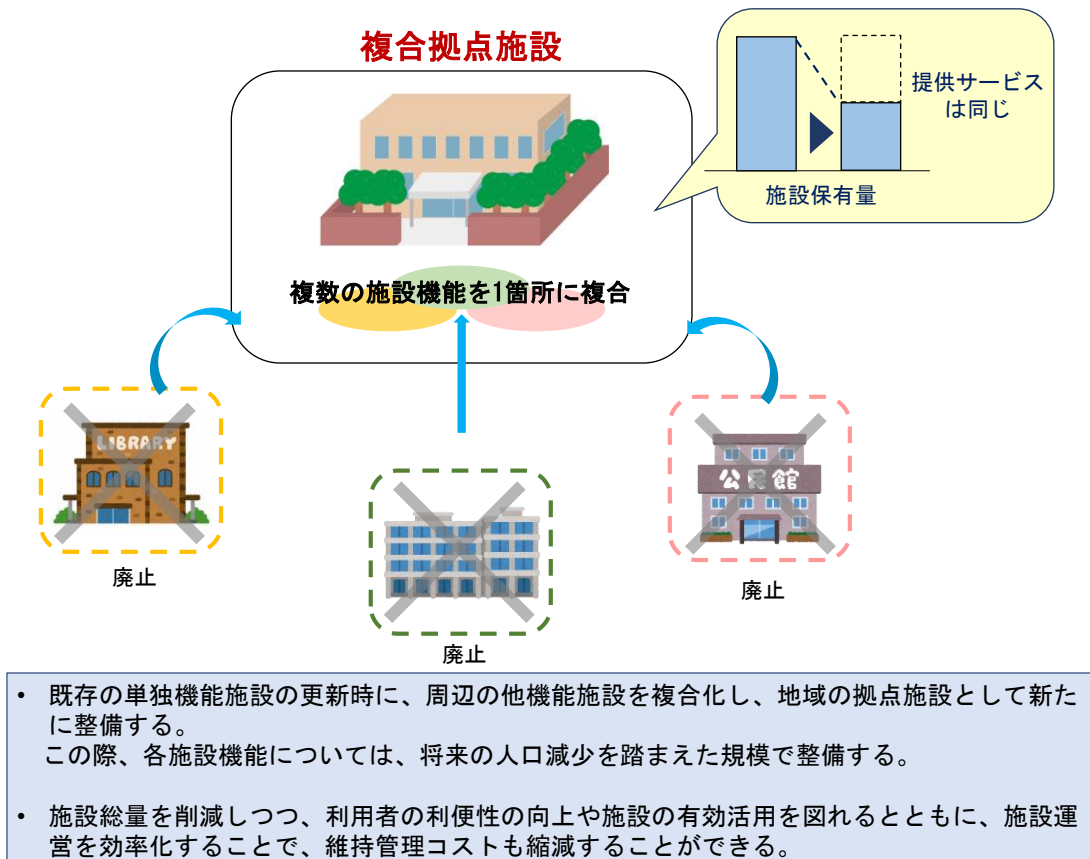 複合拠点施設
提供サービス
は同じ
施設保有量
複数の施設機能を1箇所に複合
LIBRARY
廃止
廃止
公民館
廃止
• 既存の単独機能施設の更新時に、周辺の他機能施設を複合化し、地域の拠点施設として新た
に整備する。
この際、各施設機能については、将来の人口減少を踏まえた規模で整備する。
• 施設総量を削減しつつ、利用者の利便性の向上や施設の有効活用を図れるとともに、施設運
営を効率化することで、維持管理コストも縮減することができる。